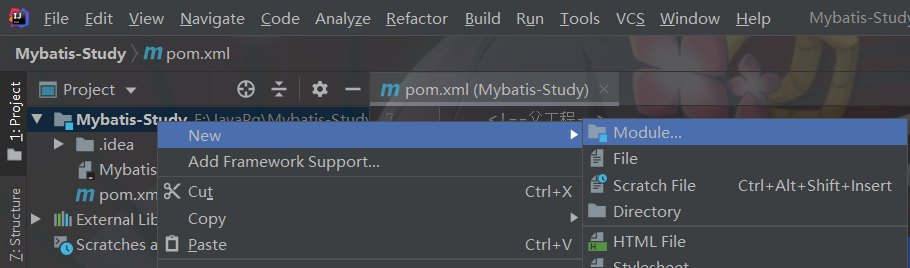 File Edit View Navigate Code Analyze Refactor Build Run Tools VCS Window Help Mybatis-Study
Mybatis-Study pom.xml
1: Project
Project
pom.xml (Mybatis-Study)
Mybatis-Study E:\JavaPg\Mybatis-Study
7
<!--父工程-->
New
Module...
.idea
File
Add Framework Support...
Mybatis
Scratch File Ctrl+Alt+Shift+Insert
pom.xm
Cut Ctrl+X
Directory
External Lib
Copy
HTML File
Scratches a
Paste Ctrl+V
Stylesheet
7: Structure